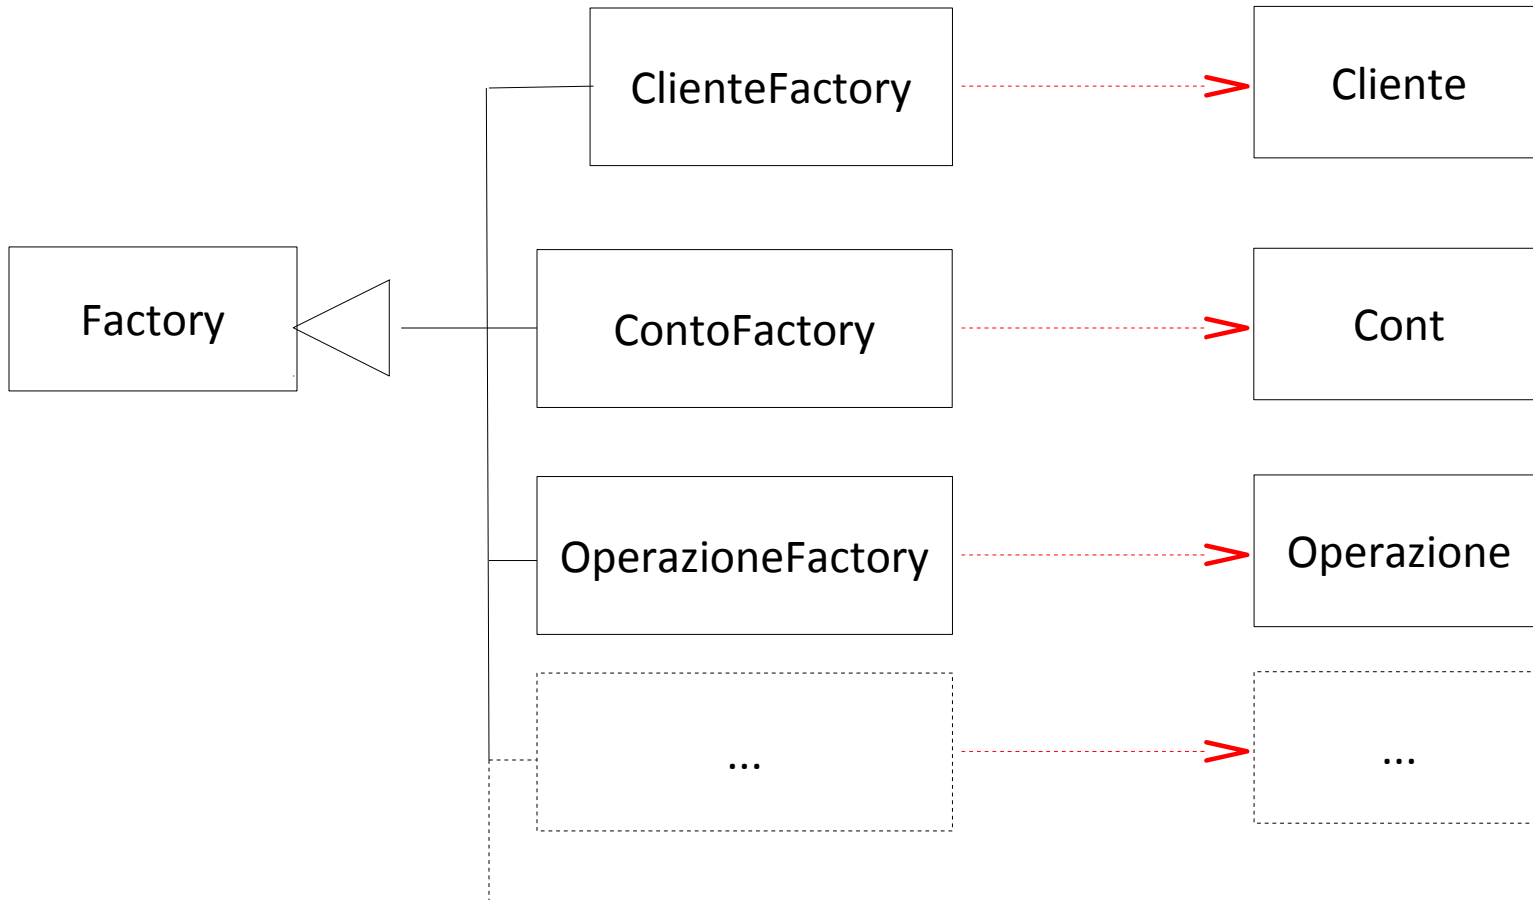 ClienteFactory
Cliente
Factory
ContoFactory
Cont
OperazioneFactory
Operazione
...
...